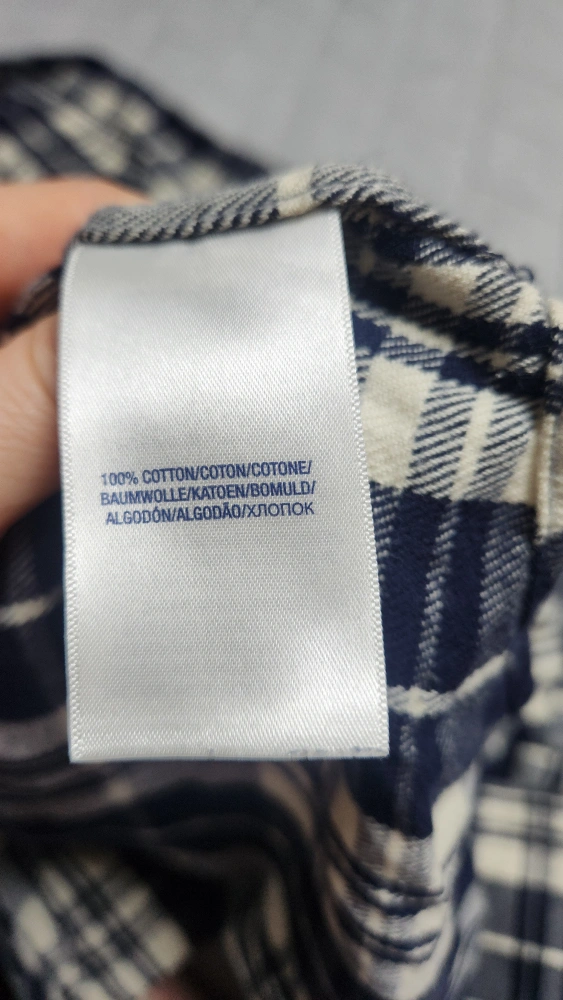 100% COTTON/COTON/COTONE/
BAUMWOLLE/KATOEN/BOMULD/
ALGODÓN/ALGODÃO/ХЛОПОК